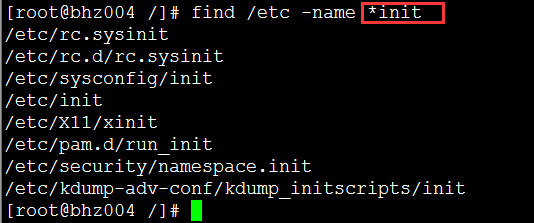 [root@bhz004 /]# find /etc -name *init
/etc/rc.sysinit
/etc/rc.d/rc.sysinit
/etc/sysconfig/init
/etc/init
/etc/X11/xinit
/etc/pam.d/run_init
/etc/security/namespace.init
/etc/kdump-adv-conf/kdump_initscripts/init
[root@bhz004 /]#